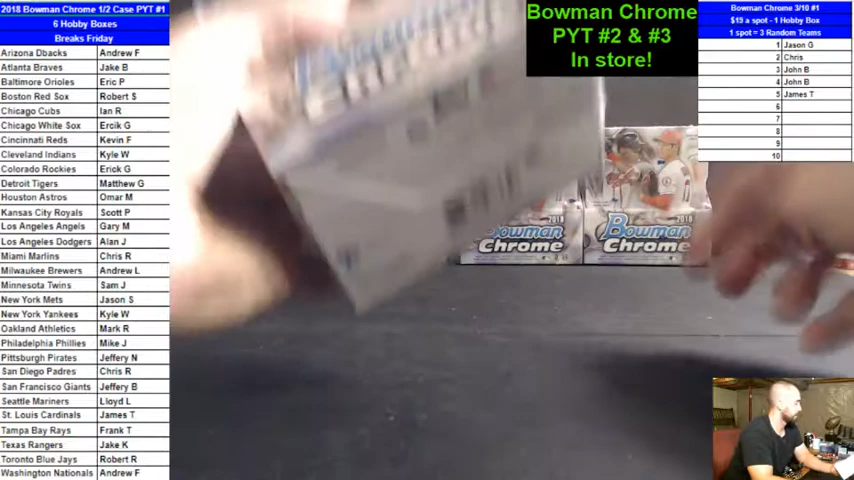 2018 Bowman Chrome 1/2 Case PYT #1
6 Hobby Boxes
Breaks Friday
Arizona Dbacks Andrew F
Atlanta Braves Jake B
Baltimore Orioles Eric P
Boston Red Sox Robert S
Chicago Cubs Ian R
Chicago White Sox Ercik G
Cincinnati Reds Kevin F
Cleveland Indians Kyle W
Colorado Rockies Erick G
Detroit Tigers Matthew G
Houston Astros Omar M
Kansas City Royals Scott P
Los Angeles Angels Gary M
Los Angeles Dodgers Alan J
Miami Marlins Chris R
Milwaukee Brewers Andrew L
Minnesota Twins Sam J
New York Mets Jason S
New York Yankees Kyle W
Oakland Athletics Mark R
Philadelphia Phillies Mike J
Pittsburgh Pirates Jeffery N
San Diego Padres Chris R
San Francisco Giants Jeffery B
Seattle Mariners Lloyd L
St. Louis Cardinals James T
Tampa Bay Rays Frank T
Texas Rangers Jake K
Toronto Blue Jays Robert R
Washington Nationals Andrew F
Bowman Chrome
PYT #2 & #3
In store!
Bowman Chrome 3/10 #1
$19 a spot - 1 Hobby Box
1 spot = 3 Random Teams
1 Jason G
2 Chris
3 John B
4 John B
5 James T
6
7
8
9
10
2018
Bowman
Chrome
2018
Bowman
Chrome